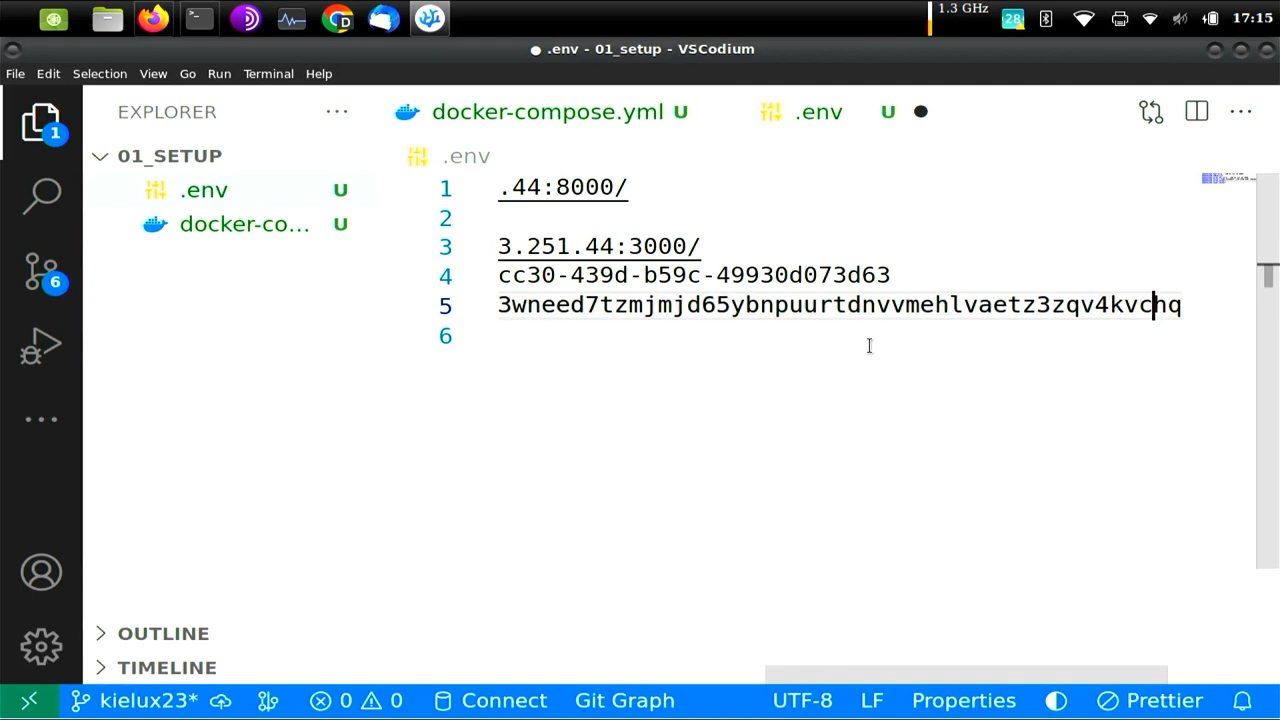 1.3 GHz
28
17:15
.env - 01_setup - VSCodium
File Edit Selection View Go Run Terminal Help
EXPLORER
docker-compose.yml U
.env U
01_SETUP
.env
.env U
docker-co... U
1 .44:8000/
2
3 3.251.44:3000/
4 cc30-439d-b59c-49930d073d63
5 3wneed7tzmjmjd65ybnpuurtdnvvmehlvaetz3zqv4kvchq
6
1
6
OUTLINE
TIMELINE
kielux23* 0 0 Connect Git Graph UTF-8 LF Properties Prettier